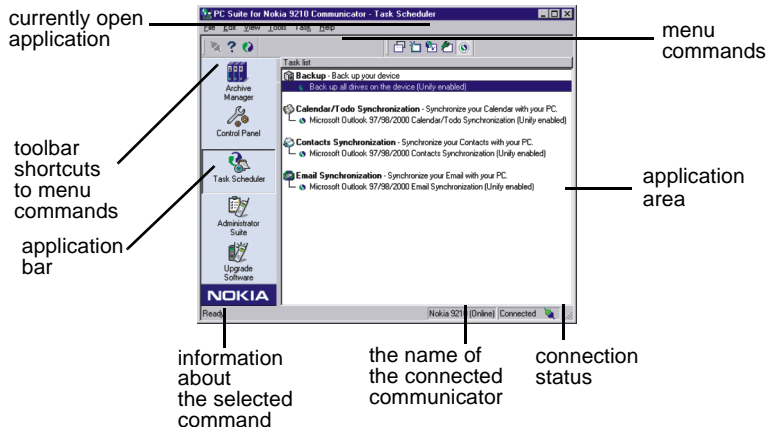 currently open
application
PC Suite for Nokia 9210 Communicator - Task Scheduler
File Edit View Tools Task Help
menu
commands
Task list
Backup - Back up your device
Back up all drives on the device (Unify enabled)
Calendar/Todo Synchronization - Synchronize your Calendar with your PC.
Microsoft Outlook 97/98/2000 Calendar/Todo Synchronization (Unify enabled)
Contacts Synchronization - Synchronize your Contacts with your PC.
Microsoft Outlook 97/98/2000 Contacts Synchronization (Unify enabled)
Email Synchronization - Synchronize your Email with your PC.
Microsoft Outlook 97/98/2000 Email Synchronization (Unify enabled)
Archive
Manager
Control Panel
Task Scheduler
Administrator
Suite
Upgrade
Software
NOKIA
toolbar
shortcuts
to menu
commands
application
bar
application
area
Ready
Nokia 9210 (Online)
Connected
information
about
the selected
command
the name of
the connected
communicator
connection
status